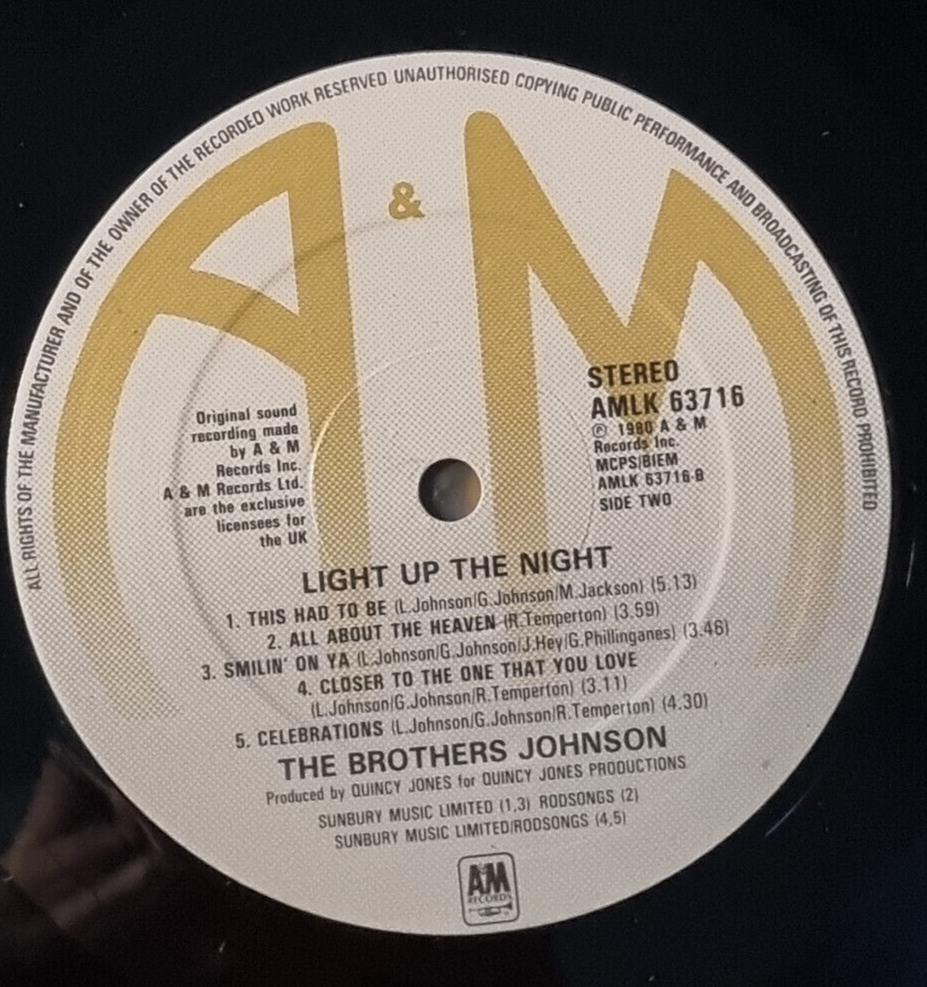 ALL RIGHTS OF THE MANUFACTURER AND OF THE OWNER OF THE RECORDED WORK RESERVED UNAUTHORISED COPYING PUBLIC PERFORMANCE AND BROADCASTING OF THIS RECORD PROHIBITED
A & M
STEREO
AMLK 63716
℗ 1980 A & M
Records Inc.
MCPS/BIEM
AMLK 63716-B
SIDE TWO
Original sound
recording made
by A & M
Records Inc.
A & M Records Ltd.
are the exclusive
licensees for
the UK
LIGHT UP THE NIGHT
1. THIS HAD TO BE (L.Johnson/G.Johnson/M.Jackson) (5.13)
2. ALL ABOUT THE HEAVEN (R.Temperton) (3.59)
3. SMILIN' ON YA (L.Johnson/G.Johnson/J.Hey/G.Phillinganes) (3.46)
4. CLOSER TO THE ONE THAT YOU LOVE
(L.Johnson/G.Johnson/R.Temperton) (3.11)
5. CELEBRATIONS (L.Johnson/G.Johnson/R.Temperton) (4.30)
THE BROTHERS JOHNSON
Produced by QUINCY JONES for QUINCY JONES PRODUCTIONS
SUNBURY MUSIC LIMITED (1,3) RODSONGS (2)
SUNBURY MUSIC LIMITED/RODSONGS (4,5)
AM
RECORDS